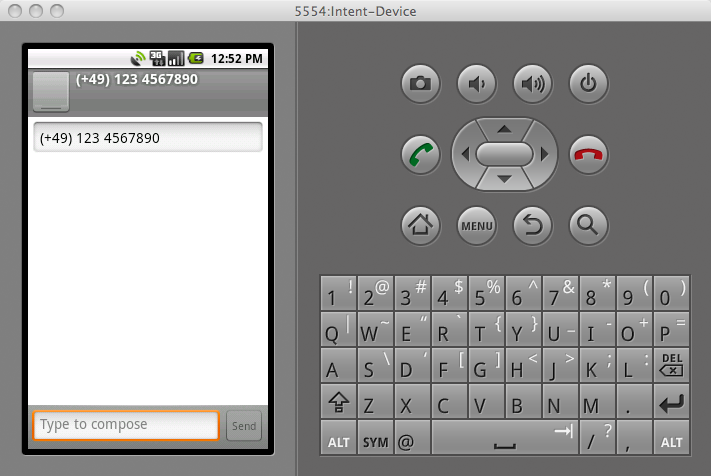 5554:Intent-Device
3G
12:52 PM
(+49) 123 4567890
(+49) 123 4567890
Type to compose
Send
MENU
1 ! 2 @ 3 # 4 $ 5 % 6 ^ 7 & 8 * 9 ( 0 )
Q | W ~ E “ R ` T { Y } U _ I - O + P =
A S \ D ‘ F [ G ] H < J > K ; L : DEL
Z X C V B N M .
ALT SYM @ / ? , ALT